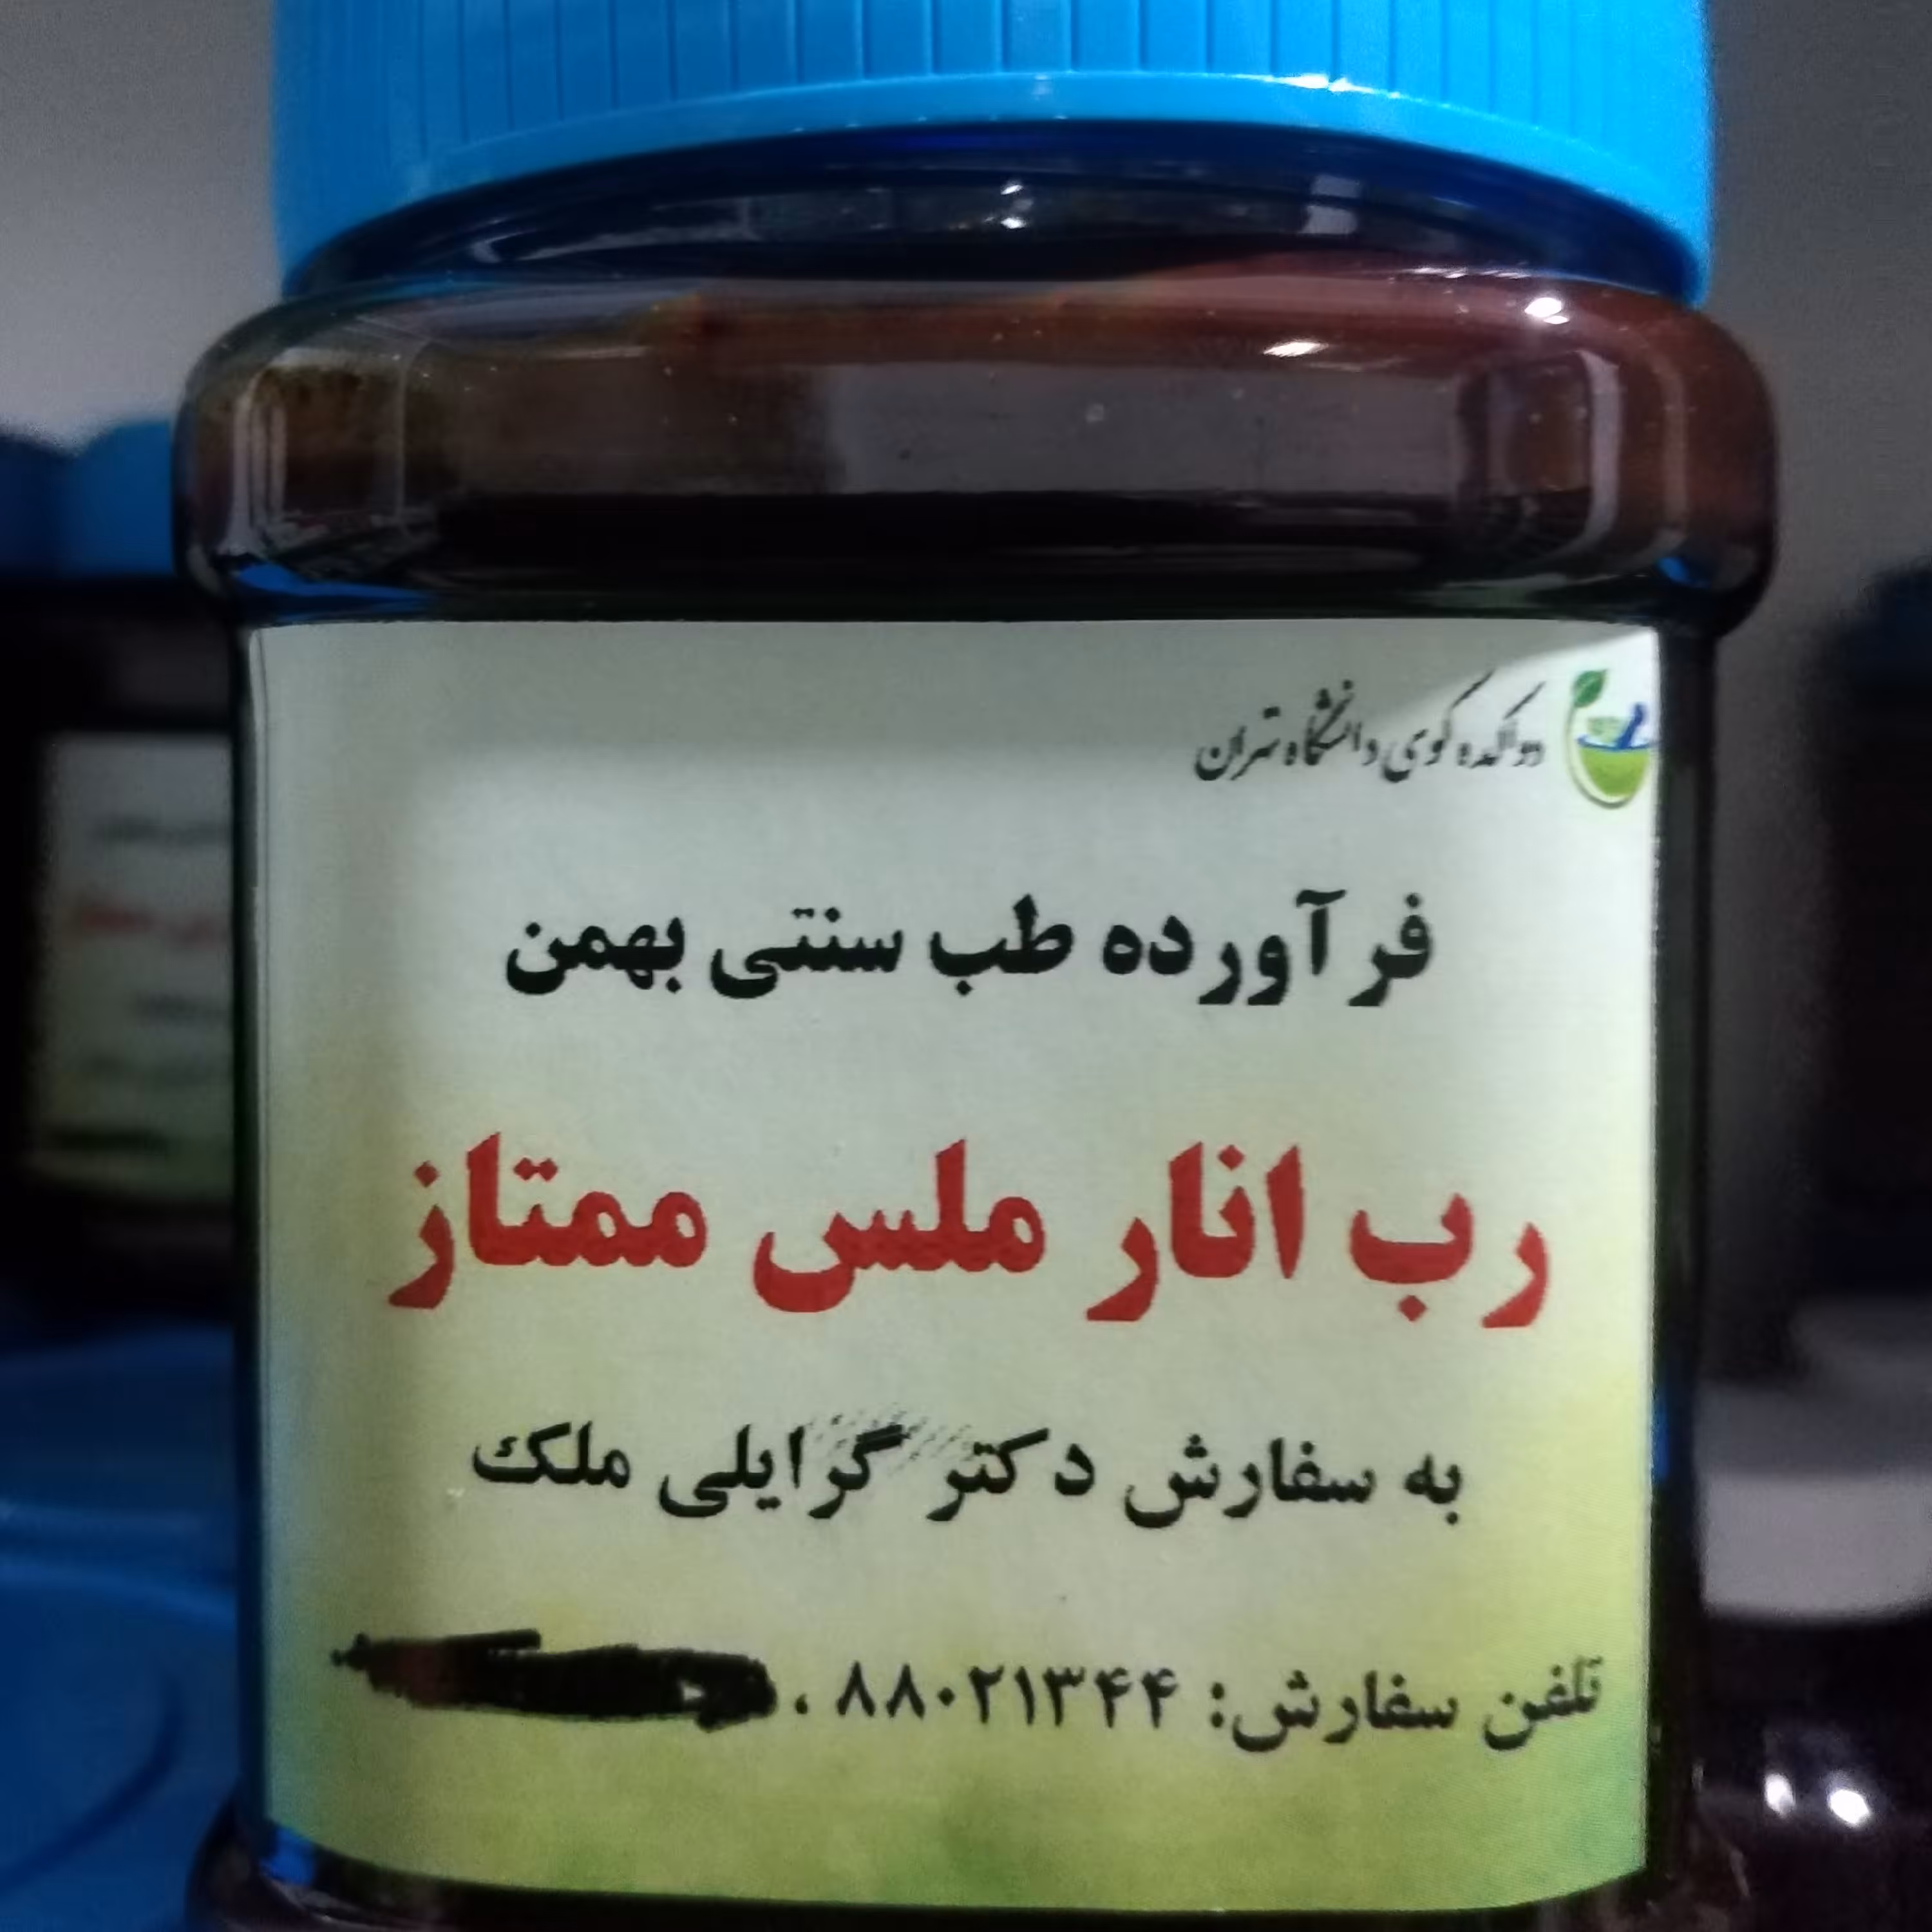 دواکده کوی دانشگاه تهران
فرآورده طب سنتی بهمن
رب انار ملس ممتاز
به سفارش دکتر گرایلی ملک
تلفن سفارش: ۸۸۰۲۱۳۴۴ .